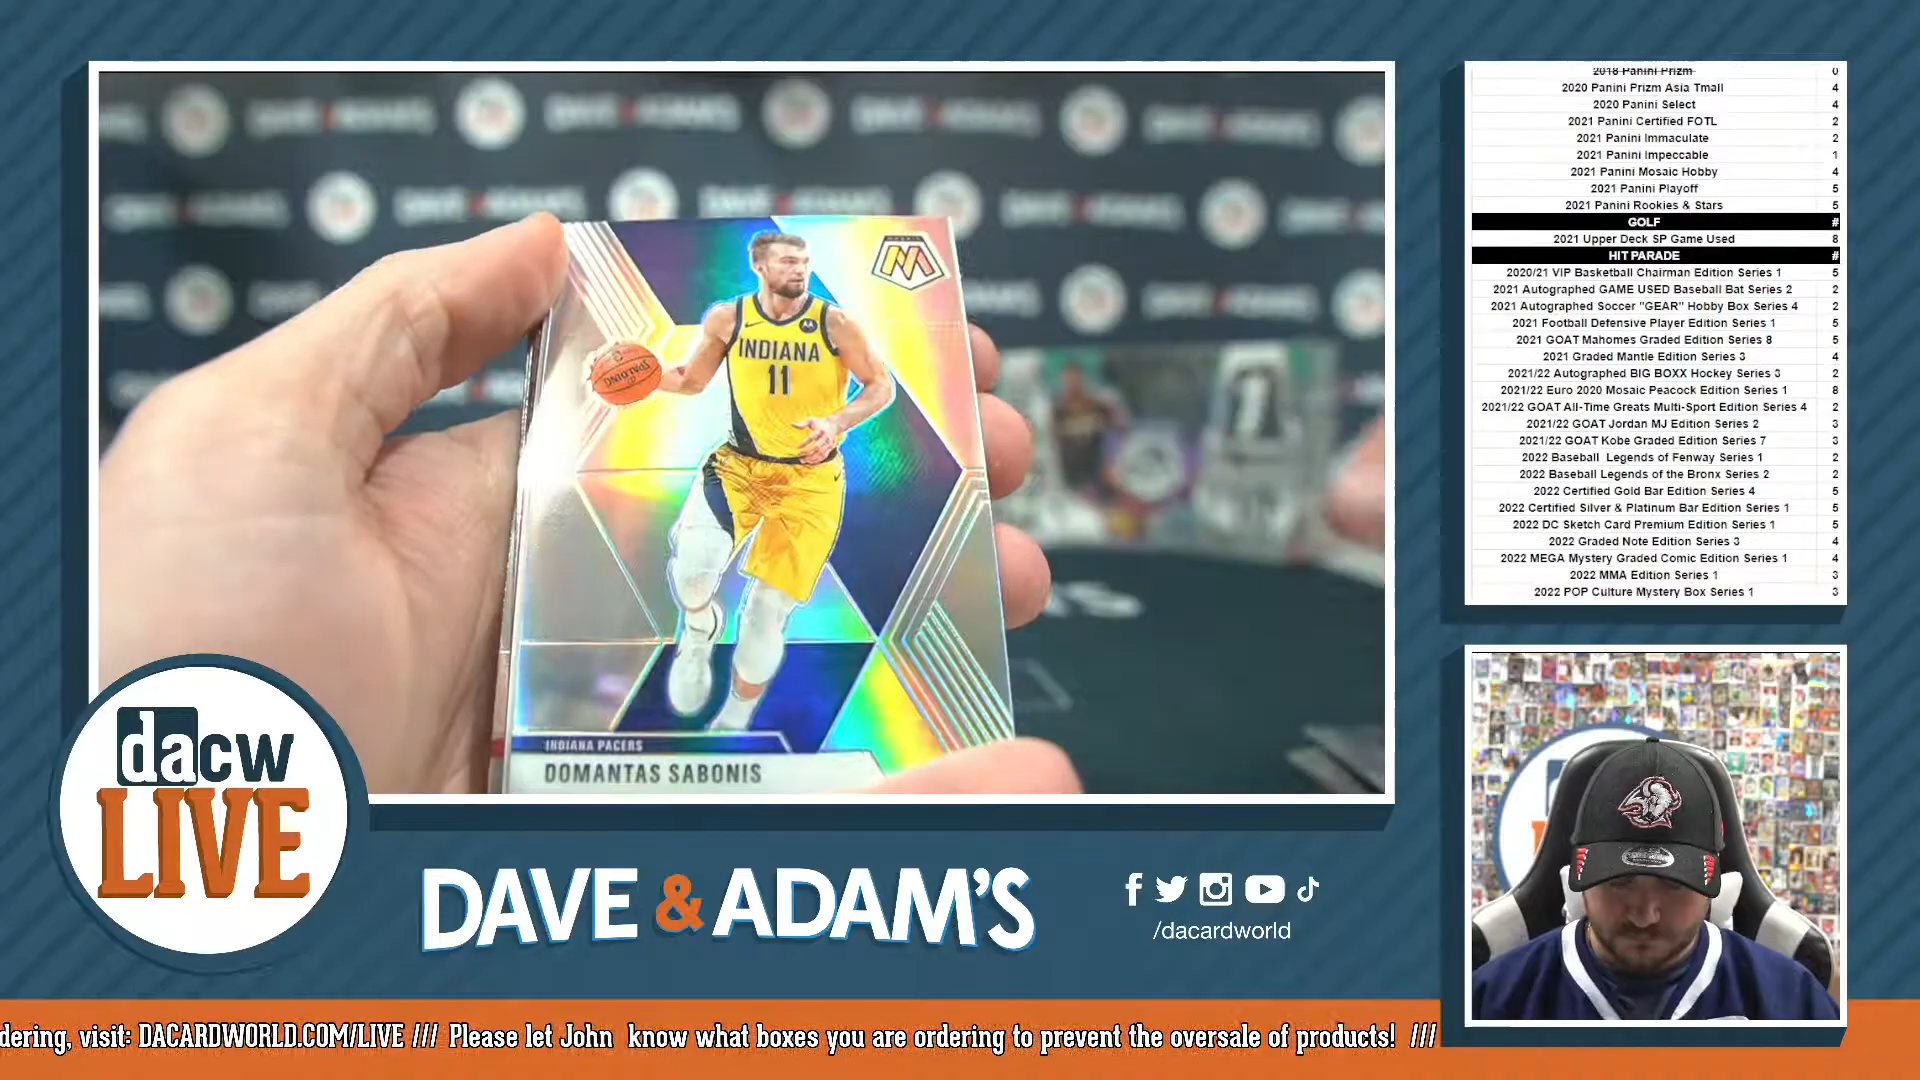 DAVE & ADAM'S
MOSAIC
M
INDIANA
11
SPALDING
INDIANA PACERS
DOMANTAS SABONIS
2018 Panini Prizm 0
2020 Panini Prizm Asia Tmall 4
2020 Panini Select 4
2021 Panini Certified FOTL 2
2021 Panini Immaculate 2
2021 Panini Impeccable 1
2021 Panini Mosaic Hobby 4
2021 Panini Playoff 5
2021 Panini Rookies & Stars 5
GOLF #
2021 Upper Deck SP Game Used 8
HIT PARADE #
2020/21 VIP Basketball Chairman Edition Series 1 5
2021 Autographed GAME USED Baseball Bat Series 2 2
2021 Autographed Soccer "GEAR" Hobby Box Series 4 2
2021 Football Defensive Player Edition Series 1 5
2021 GOAT Mahomes Graded Edition Series 8 5
2021 Graded Mantle Edition Series 3 4
2021/22 Autographed BIG BOXX Hockey Series 3 2
2021/22 Euro 2020 Mosaic Peacock Edition Series 1 8
2021/22 GOAT All-Time Greats Multi-Sport Edition Series 4 2
2021/22 GOAT Jordan MJ Edition Series 2 3
2021/22 GOAT Kobe Graded Edition Series 7 3
2022 Baseball Legends of Fenway Series 1 2
2022 Baseball Legends of the Bronx Series 2 2
2022 Certified Gold Bar Edition Series 4 5
2022 Certified Silver & Platinum Bar Edition Series 1 5
2022 DC Sketch Card Premium Edition Series 1 5
2022 Graded Note Edition Series 3 4
2022 MEGA Mystery Graded Comic Edition Series 1 4
2022 MMA Edition Series 1 3
2022 POP Culture Mystery Box Series 1 3
dacw
LIVE
DAVE & ADAM'S
/dacardworld
dering, visit: DACARDWORLD.COM/LIVE /// Please let John know what boxes you are ordering to prevent the oversale of products! ///